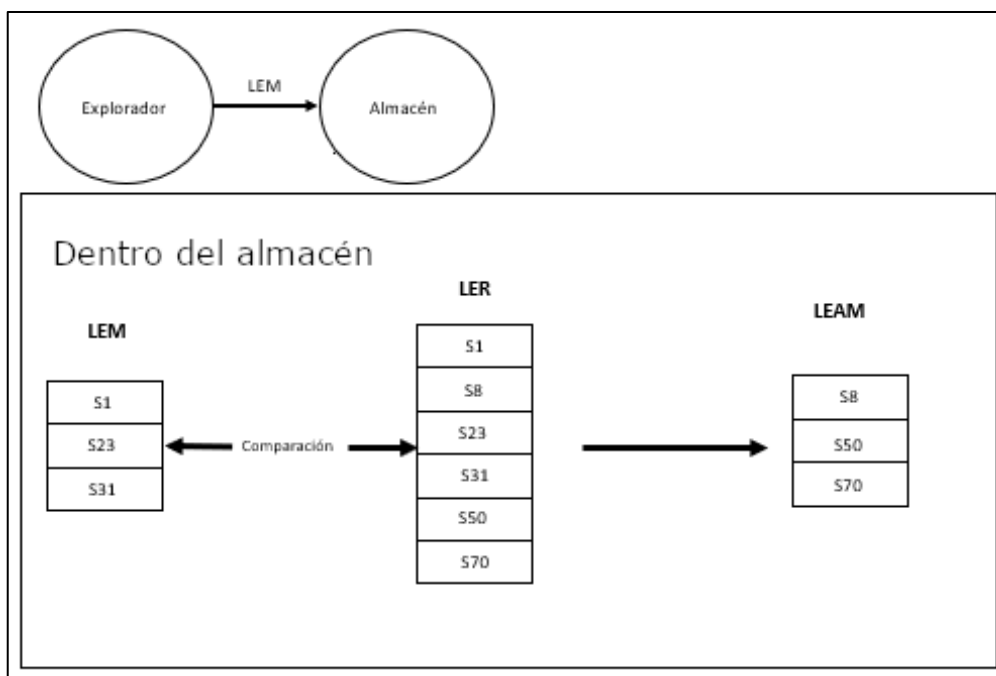 LEM
Explorador
Almacén
Dentro del almacén
LEM
S1
S23
S31
Comparación
LER
S1
S8
S23
S31
S50
S70
LEAM
S8
S50
S70